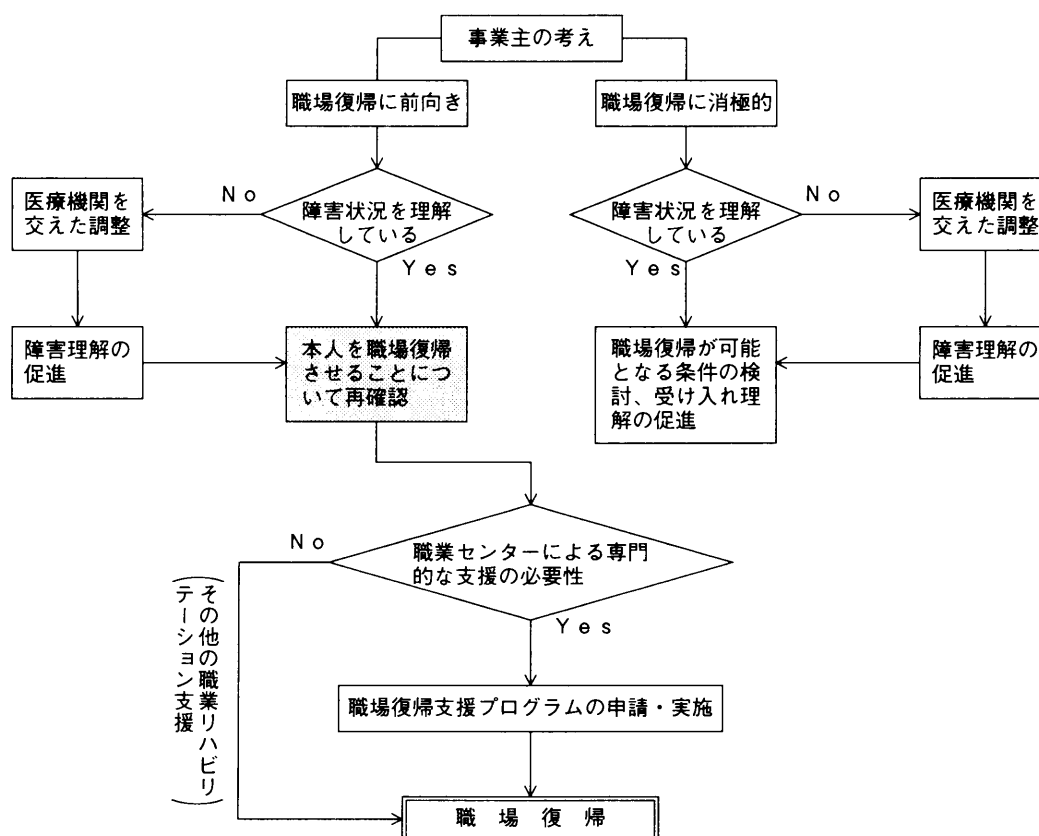 事業主の考え
職場復帰に前向き
職場復帰に消極的
障害状況を理解
している
No
Yes
医療機関を
交えた調整
障害理解の
促進
障害状況を理解
している
No
Yes
医療機関を
交えた調整
障害理解の
促進
本人を職場復帰
させることにつ
いて再確認
職場復帰が可能
となる条件の検
討、受け入れ理
解の促進
職業センターによる専門
的な支援の必要性
No
Yes
(その他の職業リハビリ
テーション支援)
職場復帰支援プログラムの申請・実施
職場復帰